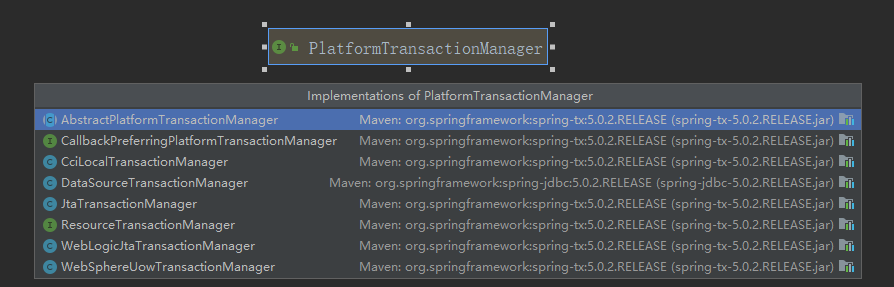 PlatformTransactionManager
Implementations of PlatformTransactionManager
AbstractPlatformTransactionManager Maven: org.springframework:spring-tx:5.0.2.RELEASE (spring-tx-5.0.2.RELEASE.jar)
CallbackPreferringPlatformTransactionManager Maven: org.springframework:spring-tx:5.0.2.RELEASE (spring-tx-5.0.2.RELEASE.jar)
CciLocalTransactionManager Maven: org.springframework:spring-tx:5.0.2.RELEASE (spring-tx-5.0.2.RELEASE.jar)
DataSourceTransactionManager Maven: org.springframework:spring-jdbc:5.0.2.RELEASE (spring-jdbc-5.0.2.RELEASE.jar)
JtaTransactionManager Maven: org.springframework:spring-tx:5.0.2.RELEASE (spring-tx-5.0.2.RELEASE.jar)
ResourceTransactionManager Maven: org.springframework:spring-tx:5.0.2.RELEASE (spring-tx-5.0.2.RELEASE.jar)
WebLogicJtaTransactionManager Maven: org.springframework:spring-tx:5.0.2.RELEASE (spring-tx-5.0.2.RELEASE.jar)
WebSphereUowTransactionManager Maven: org.springframework:spring-tx:5.0.2.RELEASE (spring-tx-5.0.2.RELEASE.jar)